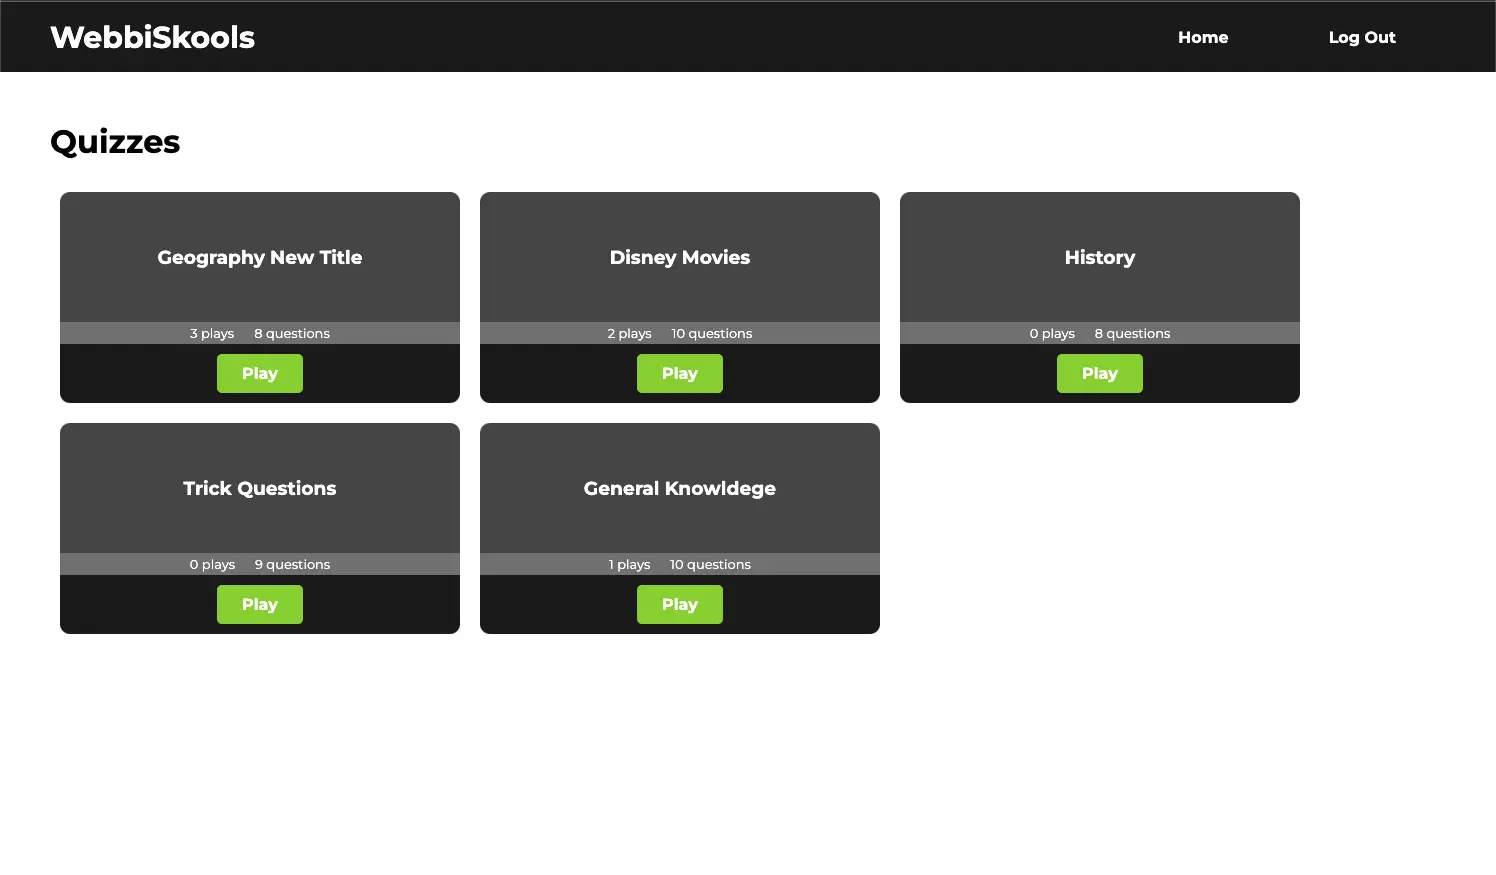 WebbiSkools
Home
Log Out
Quizzes
Geography New Title
3 plays 8 questions
Play
Disney Movies
2 plays 10 questions
Play
History
0 plays 8 questions
Play
Trick Questions
0 plays 9 questions
Play
General Knowldege
1 plays 10 questions
Play